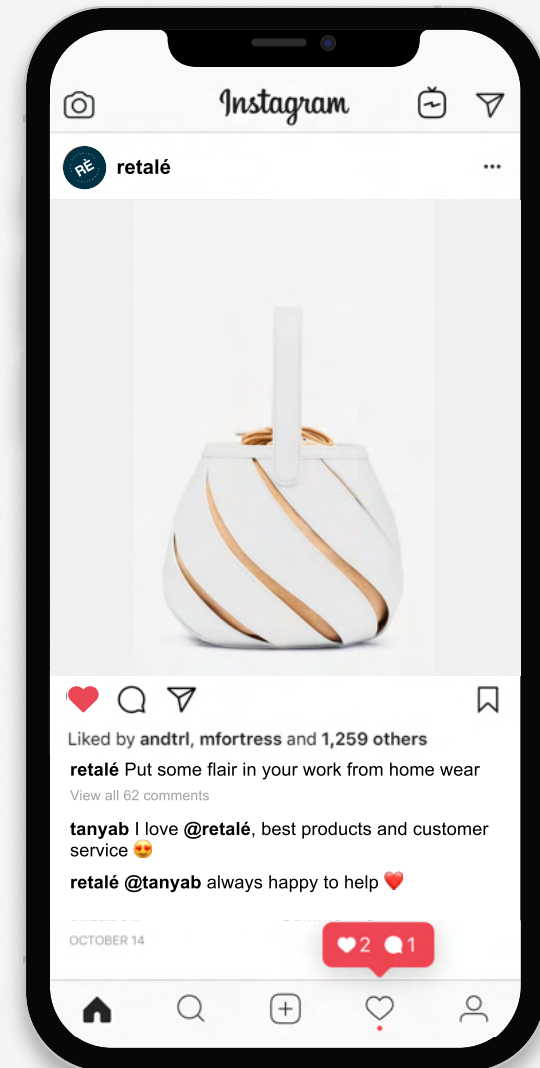 Instagram
RÈ
retalé
Liked by andtrl, mfortress and 1,259 others
retalé Put some flair in your work from home wear
View all 62 comments
tanyab I love @retalé, best products and customer
service 😍
retalé @tanyab always happy to help ❤️
OCTOBER 14
2 1